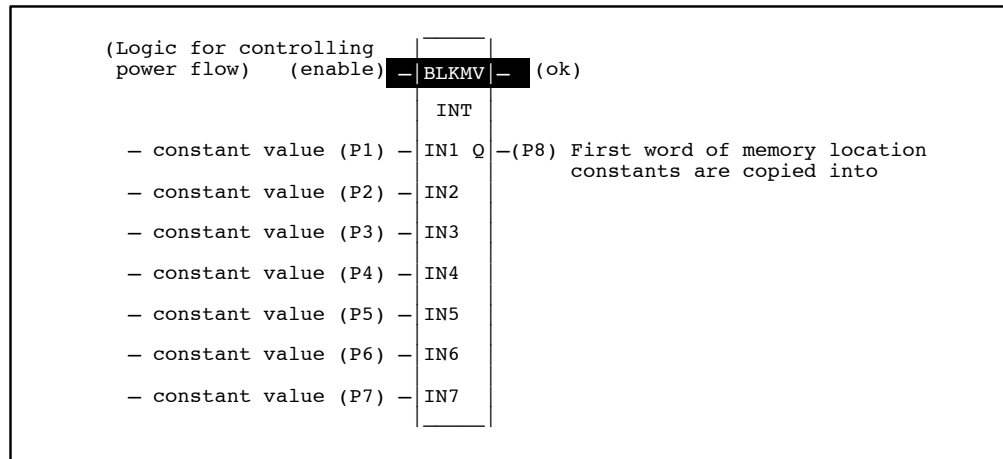 (Logic for controlling
power flow) (enable) –|BLKMV|– (ok)
INT
– constant value (P1) –|IN1 Q|–(P8) First word of memory location
constants are copied into
– constant value (P2) –|IN2
– constant value (P3) –|IN3
– constant value (P4) –|IN4
– constant value (P5) –|IN5
– constant value (P6) –|IN6
– constant value (P7) –|IN7